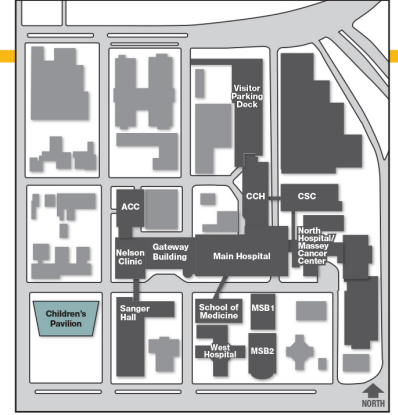 Visitor
Parking
Deck
CCH
CSC
ACC
Nelson
Clinic
Gateway
Building
Main Hospital
North
Hospital/
Massey
Cancer
Center
Children's
Pavilion
Sanger
Hall
School of
Medicine
MSB1
West
Hospital
MSB2
NORTH